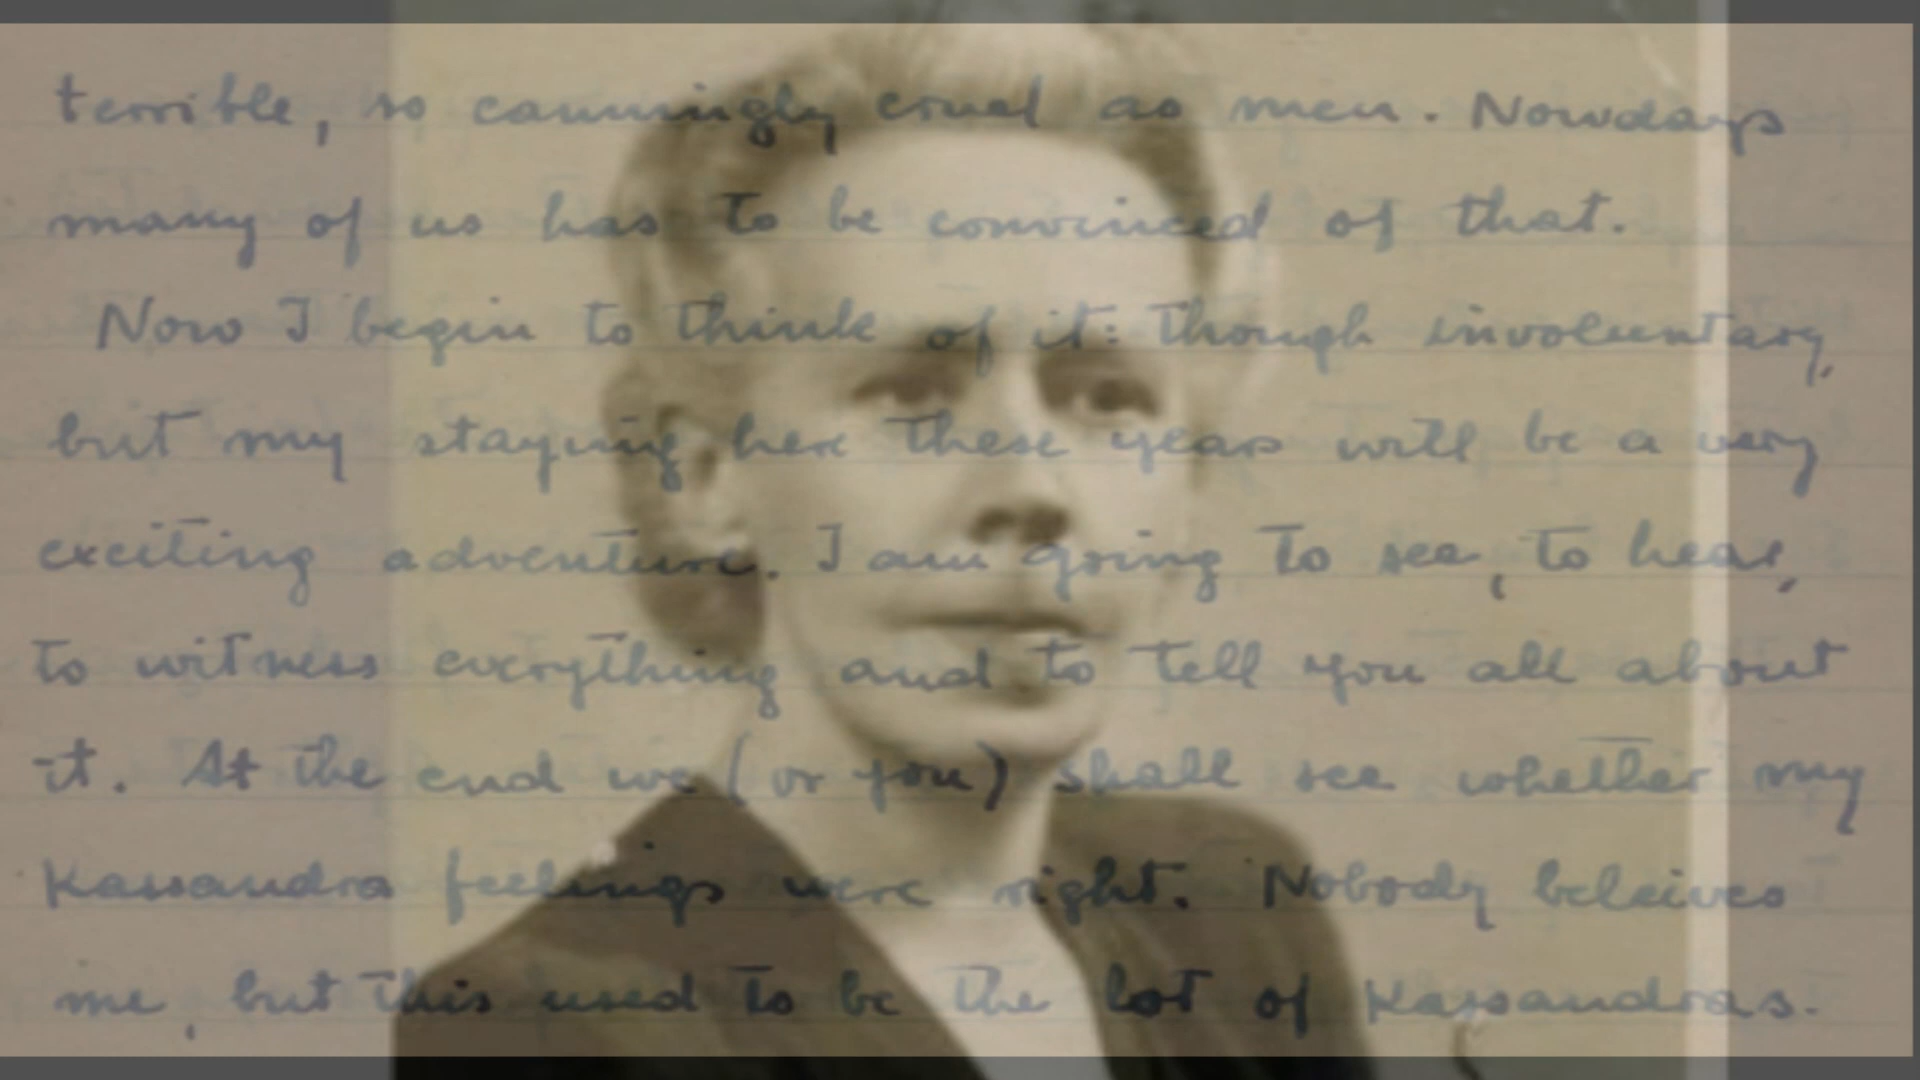 terrible, so cunningly cruel as men. Nowdays
many of us has to be convinced of that.
Now I begin to think of it: though involuntary,
but my staying here these years will be a very
exciting adventure. I am going to see, to hear,
to witness everything and to tell you all about
it. At the end we (or you) shall see whether my
Kassandra feelings were right. Nobody beleives
me, but this used to be the lot of Kassandras.